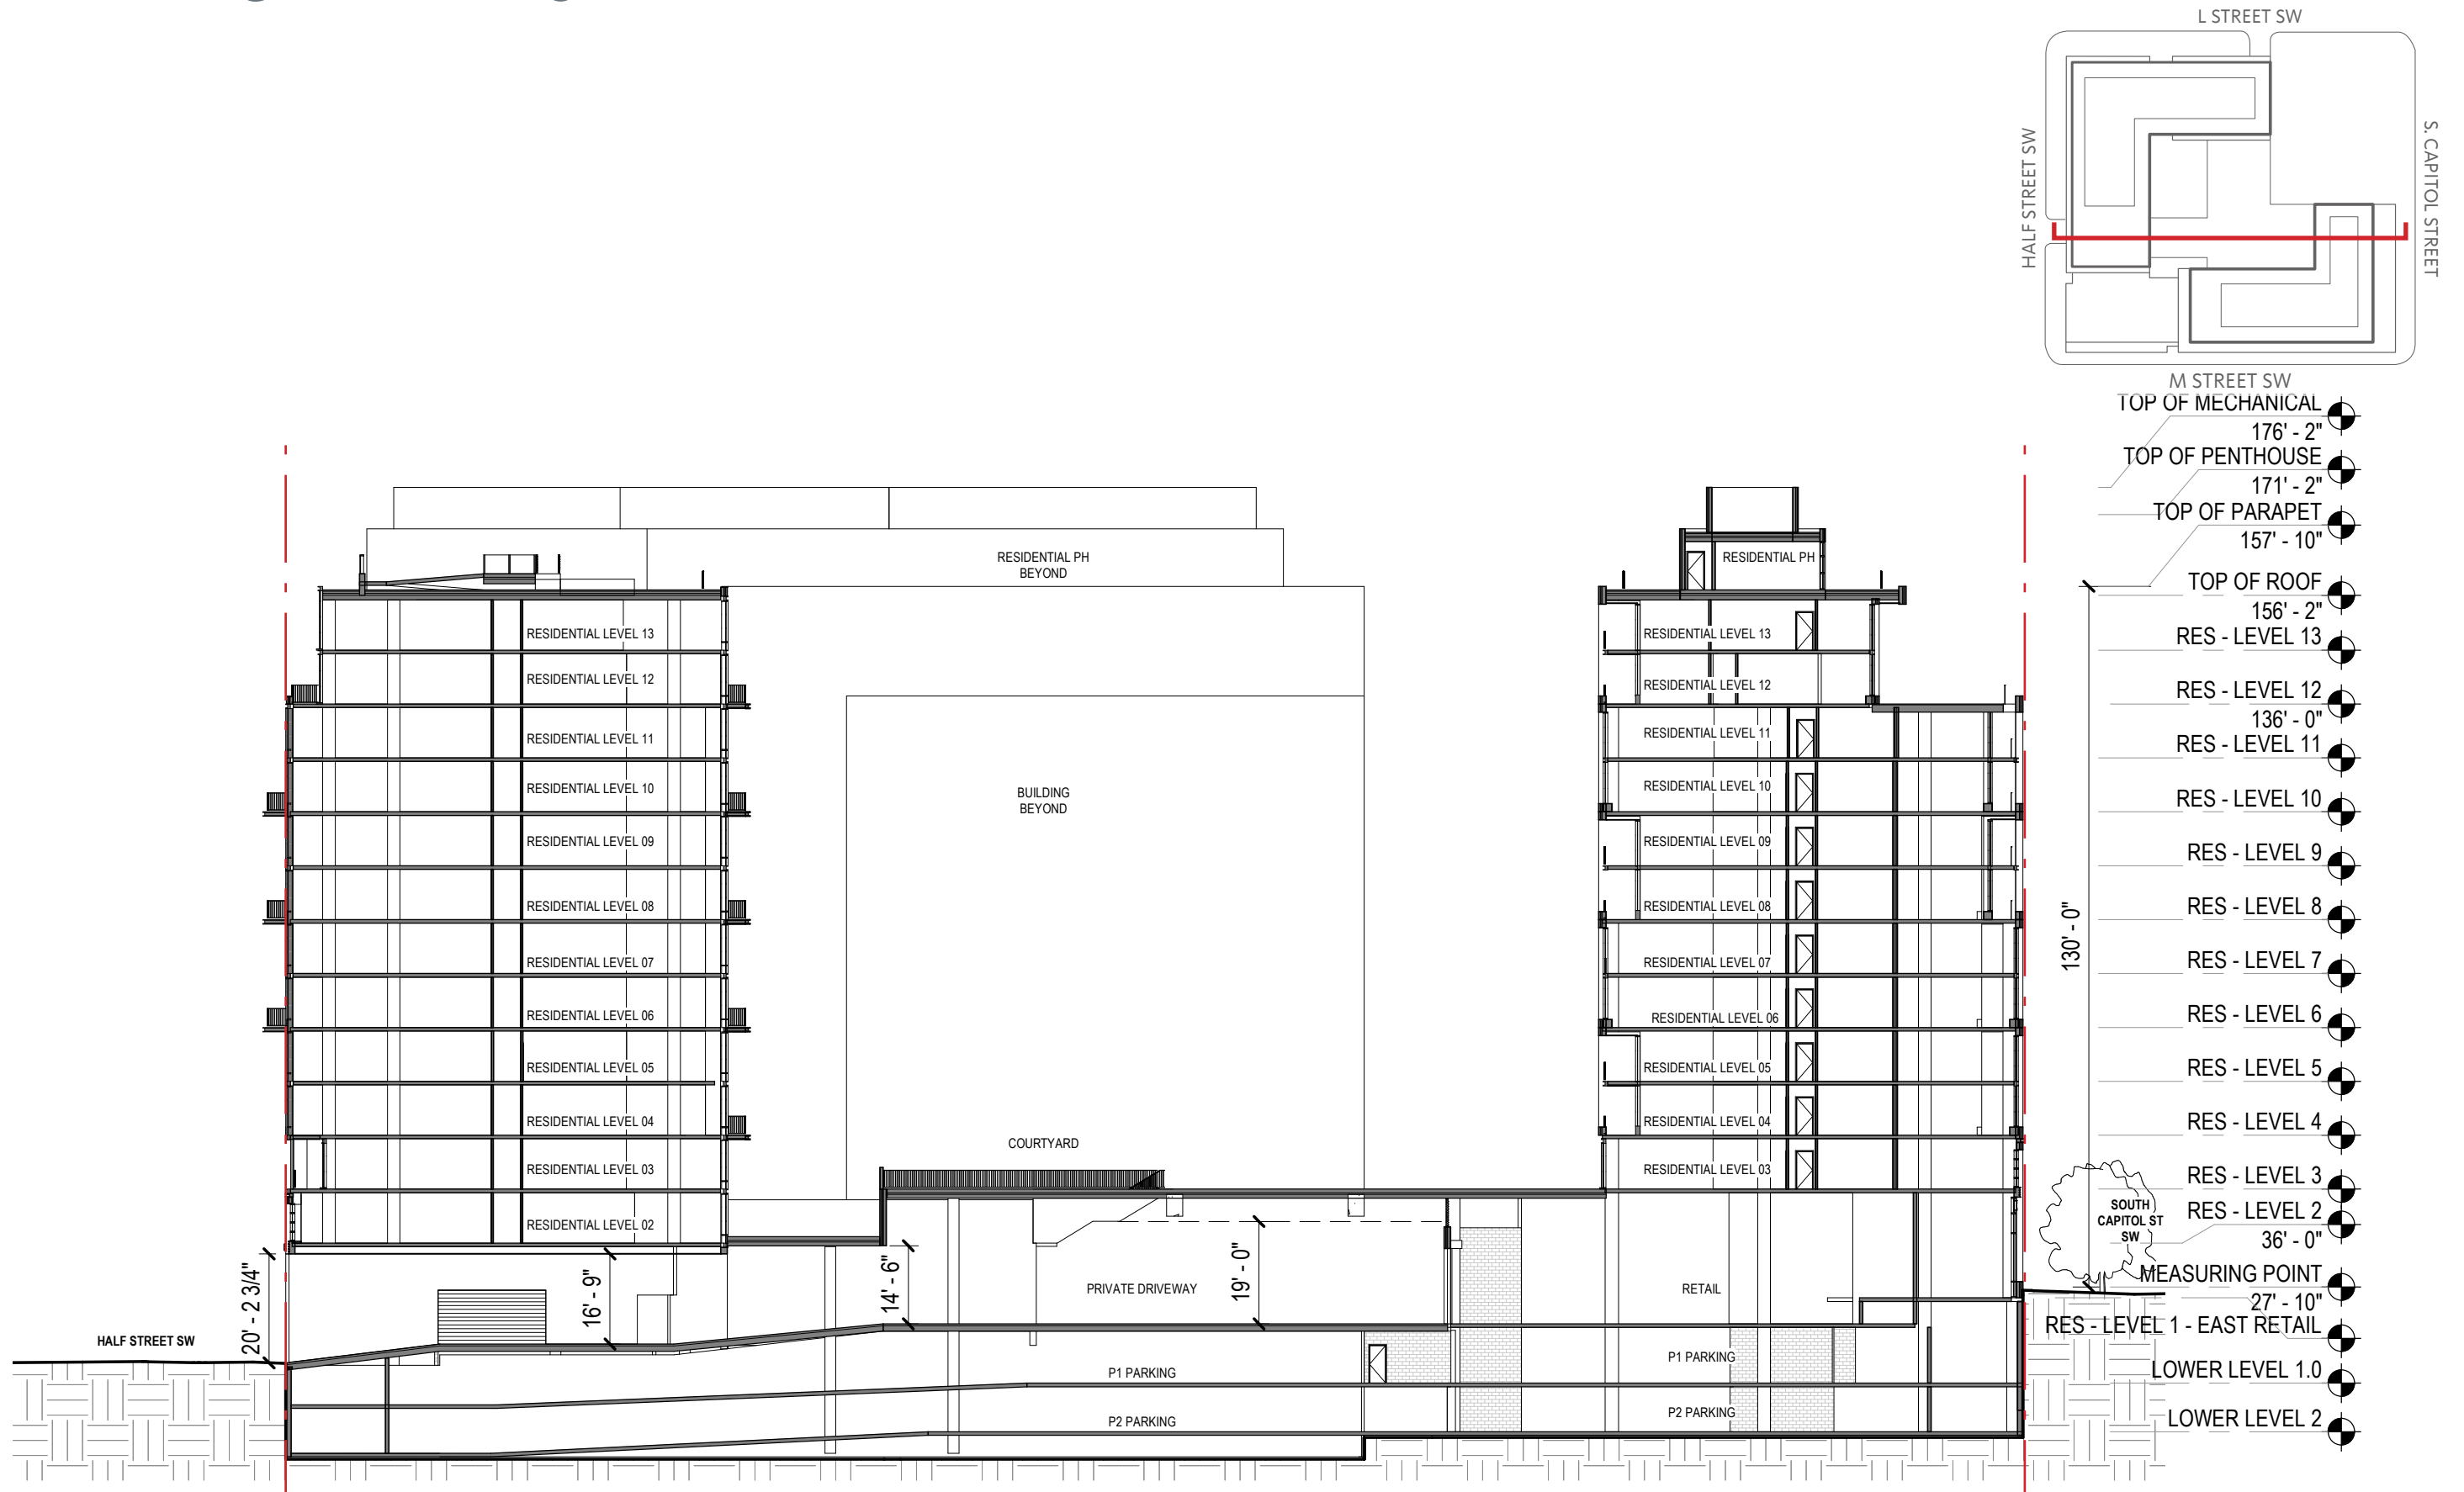 L STREET SW
HALF STREET SW
S. CAPITOL STREET
M STREET SW
TOP OF MECHANICAL
176' - 2"
TOP OF PENTHOUSE
171' - 2"
TOP OF PARAPET
157' - 10"
TOP OF ROOF
156' - 2"
RES - LEVEL 13
RES - LEVEL 12
136' - 0"
RES - LEVEL 11
RES - LEVEL 10
RES - LEVEL 9
RES - LEVEL 8
RES - LEVEL 7
RES - LEVEL 6
RES - LEVEL 5
RES - LEVEL 4
RES - LEVEL 3
RES - LEVEL 2
36' - 0"
MEASURING POINT
27' - 10"
RES - LEVEL 1 - EAST RETAIL
LOWER LEVEL 1.0
LOWER LEVEL 2
130' - 0"
SOUTH
CAPITOL ST
SW
RESIDENTIAL PH
BEYOND
BUILDING
BEYOND
COURTYARD
RESIDENTIAL LEVEL 13
RESIDENTIAL LEVEL 12
RESIDENTIAL LEVEL 11
RESIDENTIAL LEVEL 10
RESIDENTIAL LEVEL 09
RESIDENTIAL LEVEL 08
RESIDENTIAL LEVEL 07
RESIDENTIAL LEVEL 06
RESIDENTIAL LEVEL 05
RESIDENTIAL LEVEL 04
RESIDENTIAL LEVEL 03
RESIDENTIAL LEVEL 02
RESIDENTIAL PH
RESIDENTIAL LEVEL 13
RESIDENTIAL LEVEL 12
RESIDENTIAL LEVEL 11
RESIDENTIAL LEVEL 10
RESIDENTIAL LEVEL 09
RESIDENTIAL LEVEL 08
RESIDENTIAL LEVEL 07
RESIDENTIAL LEVEL 06
RESIDENTIAL LEVEL 05
RESIDENTIAL LEVEL 04
RESIDENTIAL LEVEL 03
20' - 2 3/4"
16' - 9"
14' - 6"
19' - 0"
PRIVATE DRIVEWAY
RETAIL
HALF STREET SW
P1 PARKING
P1 PARKING
P2 PARKING
P2 PARKING